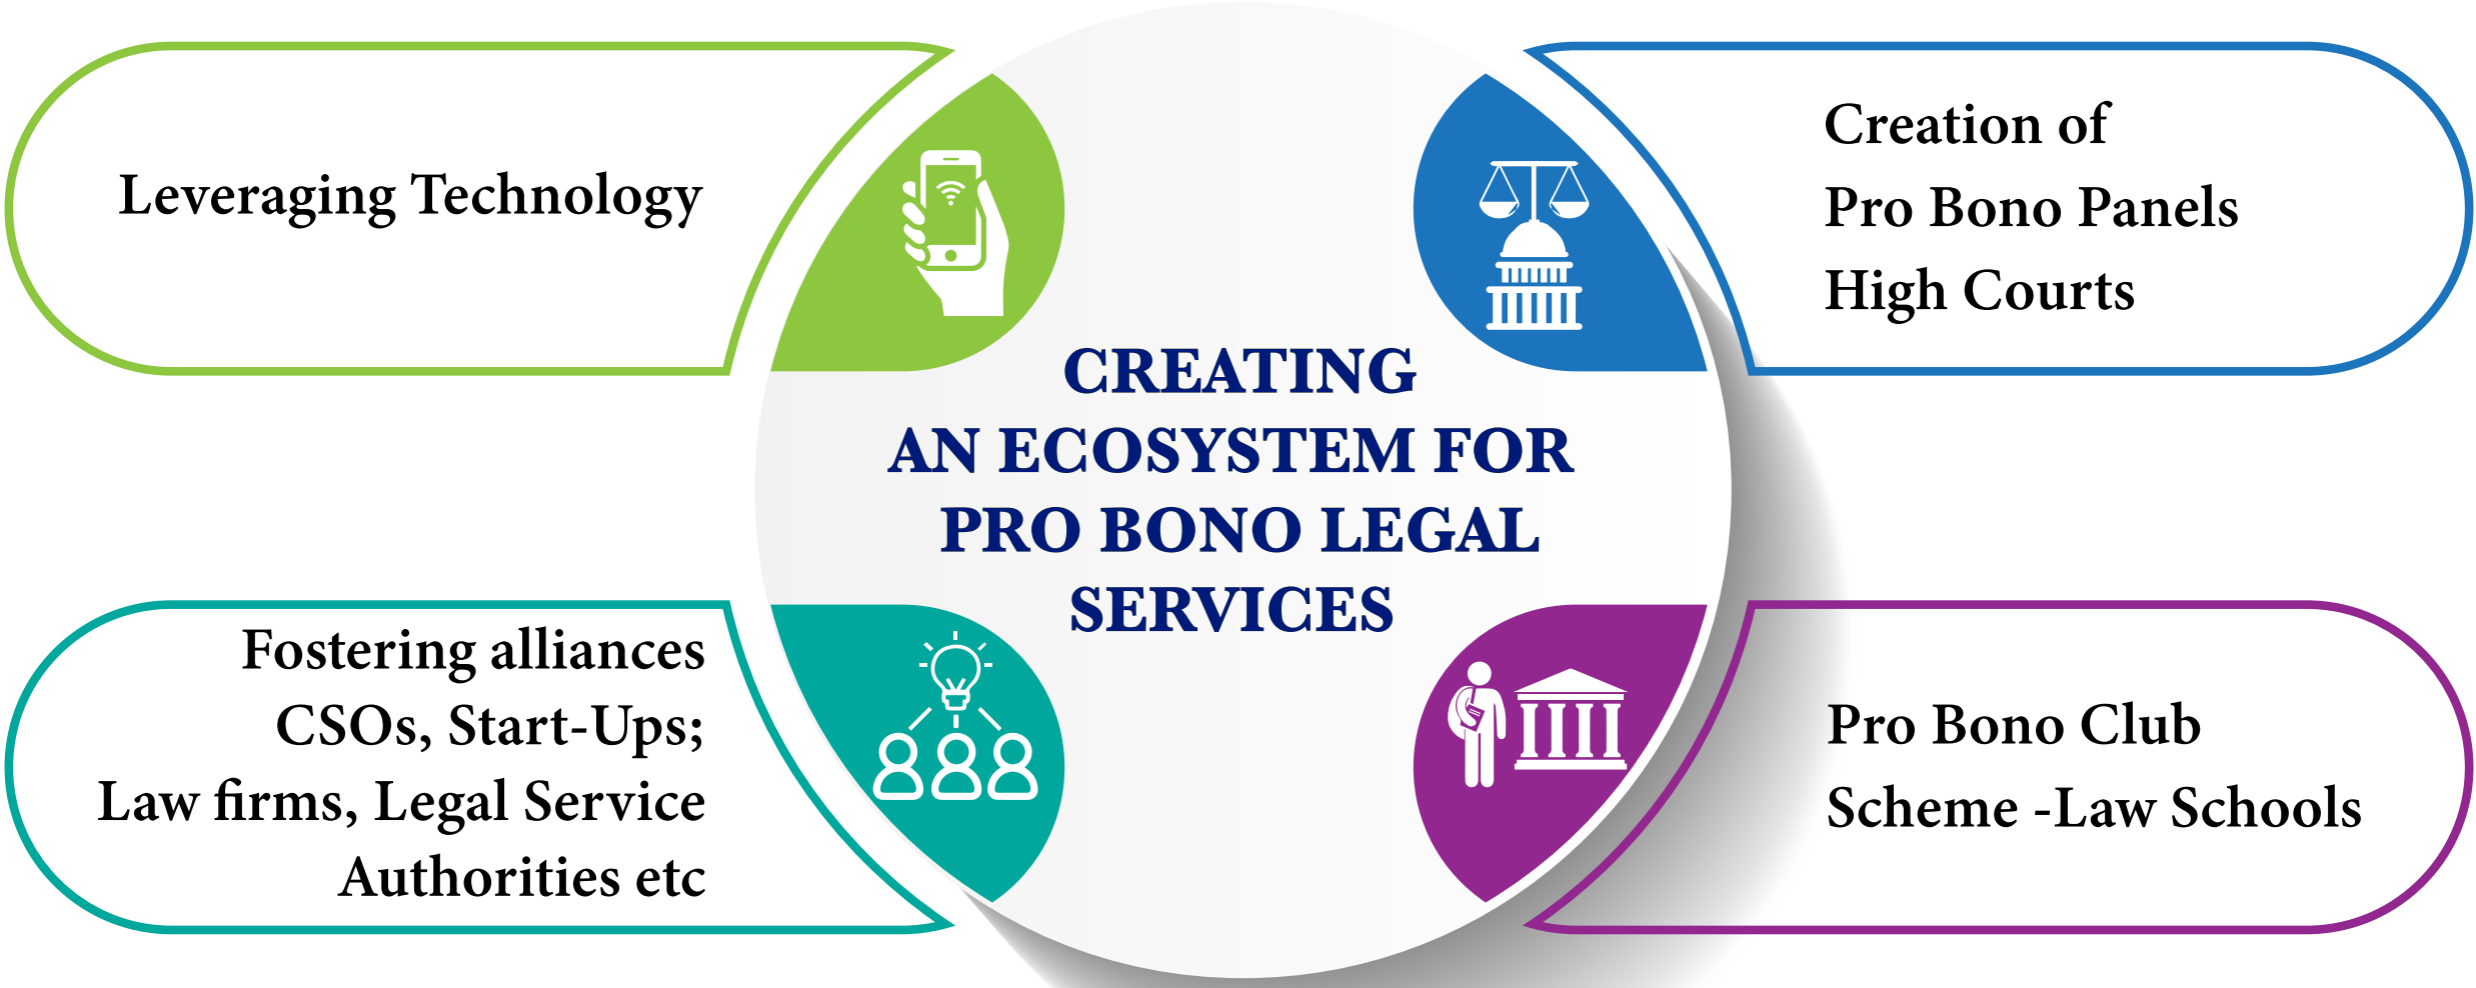 Leveraging Technology
Creation of
Pro Bono Panels
High Courts
CREATING
AN ECOSYSTEM FOR
PRO BONO LEGAL
SERVICES
Fostering alliances
CSOs, Start-Ups;
Law firms, Legal Service
Authorities etc
Pro Bono Club
Scheme -Law Schools